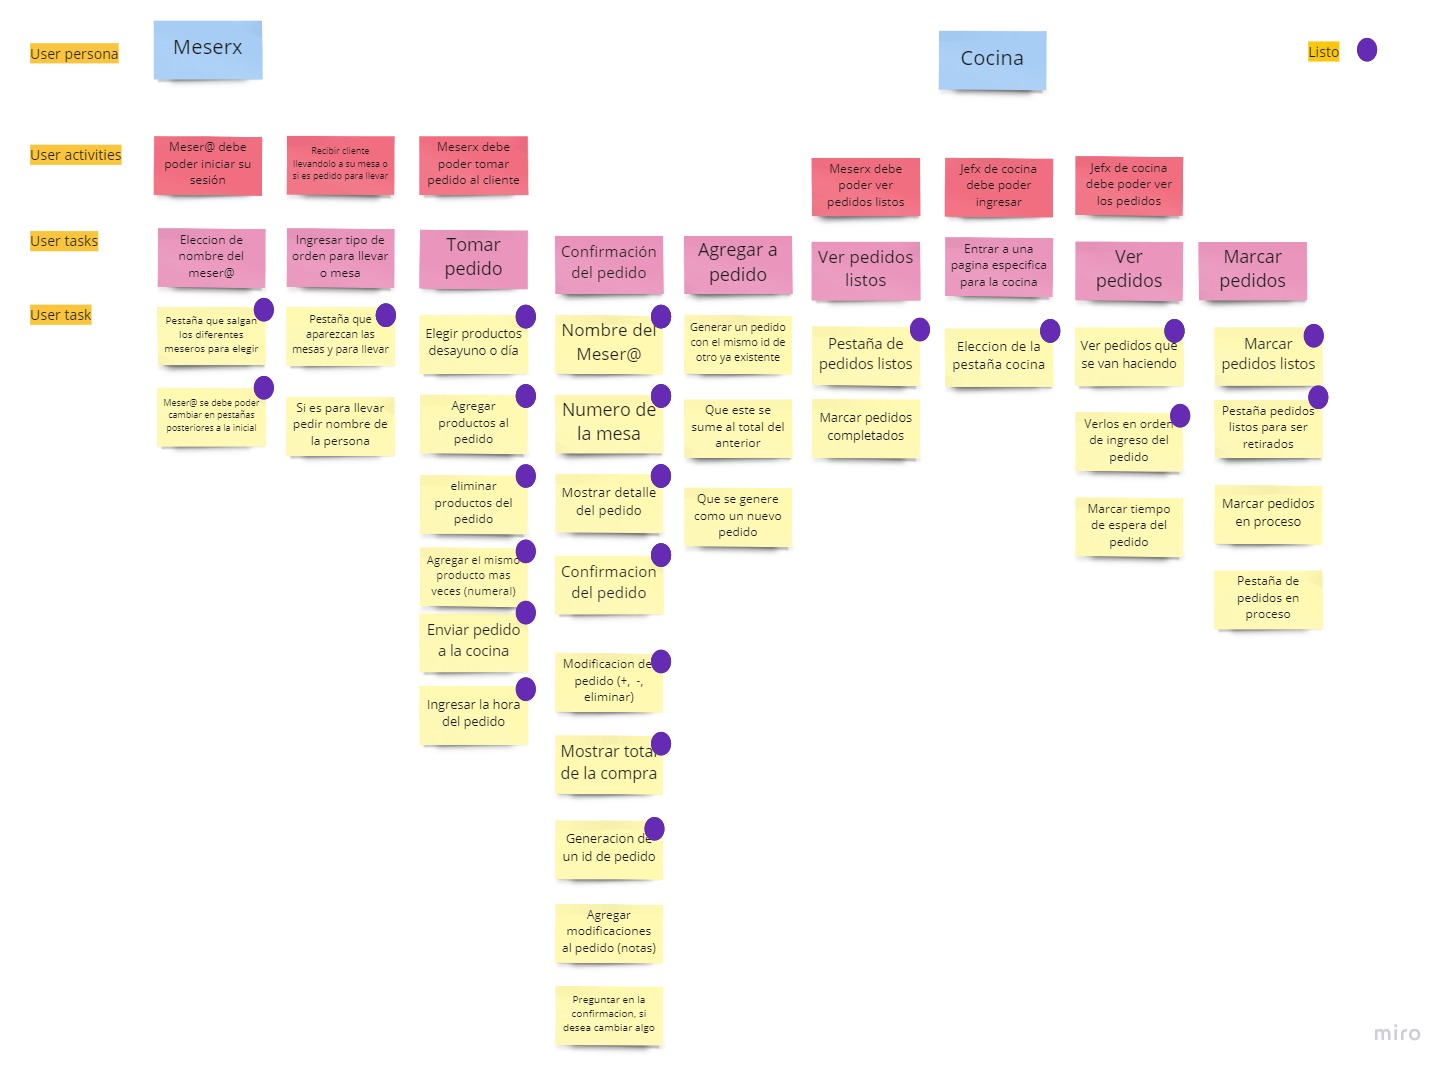 User persona
Meserx
Cocina
Listo
User activities
Meser@ debe
poder iniciar su
sesión
Recibir cliente
llevandolo a su mesa o
si es pedido para llevar
Meserx debe
poder tomar
pedido al cliente
Meserx debe
poder ver
pedidos listos
Jefx de cocina
debe poder
ingresar
Jefx de cocina
debe poder ver
los pedidos
User tasks
Eleccion de
nombre del
meser@
Ingresar tipo de
orden para llevar
o mesa
Tomar
pedido
Confirmación
del pedido
Agregar a
pedido
Ver pedidos
listos
Entrar a una
pagina especifica
para la cocina
Ver
pedidos
Marcar
pedidos
User task
Pestaña que salgan
los diferentes
meseros para elegir
Meser@ se debe poder
cambiar en pestañas
posteriores a la inicial
Pestaña que
aparezcan las
mesas y para llevar
Si es para llevar
pedir nombre de
la persona
Elegir productos
desayuno o día
Agregar
productos al
pedido
eliminar
productos del
pedido
Agregar el mismo
producto mas
veces (numeral)
Enviar pedido
a la cocina
Ingresar la hora
del pedido
Nombre del
Meser@
Numero de
la mesa
Mostrar detalle
del pedido
Confirmacion
del pedido
Modificacion del
pedido (+, -,
eliminar)
Mostrar total
de la compra
Generacion de
un id de pedido
Agregar
modificaciones
al pedido (notas)
Preguntar en la
confirmacion, si
desea cambiar algo
Generar un pedido
con el mismo id de
otro ya existente
Que este se
sume al total del
anterior
Que se genere
como un nuevo
pedido
Pestaña de
pedidos listos
Marcar pedidos
completados
Eleccion de la
pestaña cocina
Ver pedidos que
se van haciendo
Verlos en orden
de ingreso del
pedido
Marcar tiempo
de espera del
pedido
Marcar
pedidos listos
Pestaña pedidos
listos para ser
retirados
Marcar pedidos
en proceso
Pestaña de
pedidos en
proceso
miro